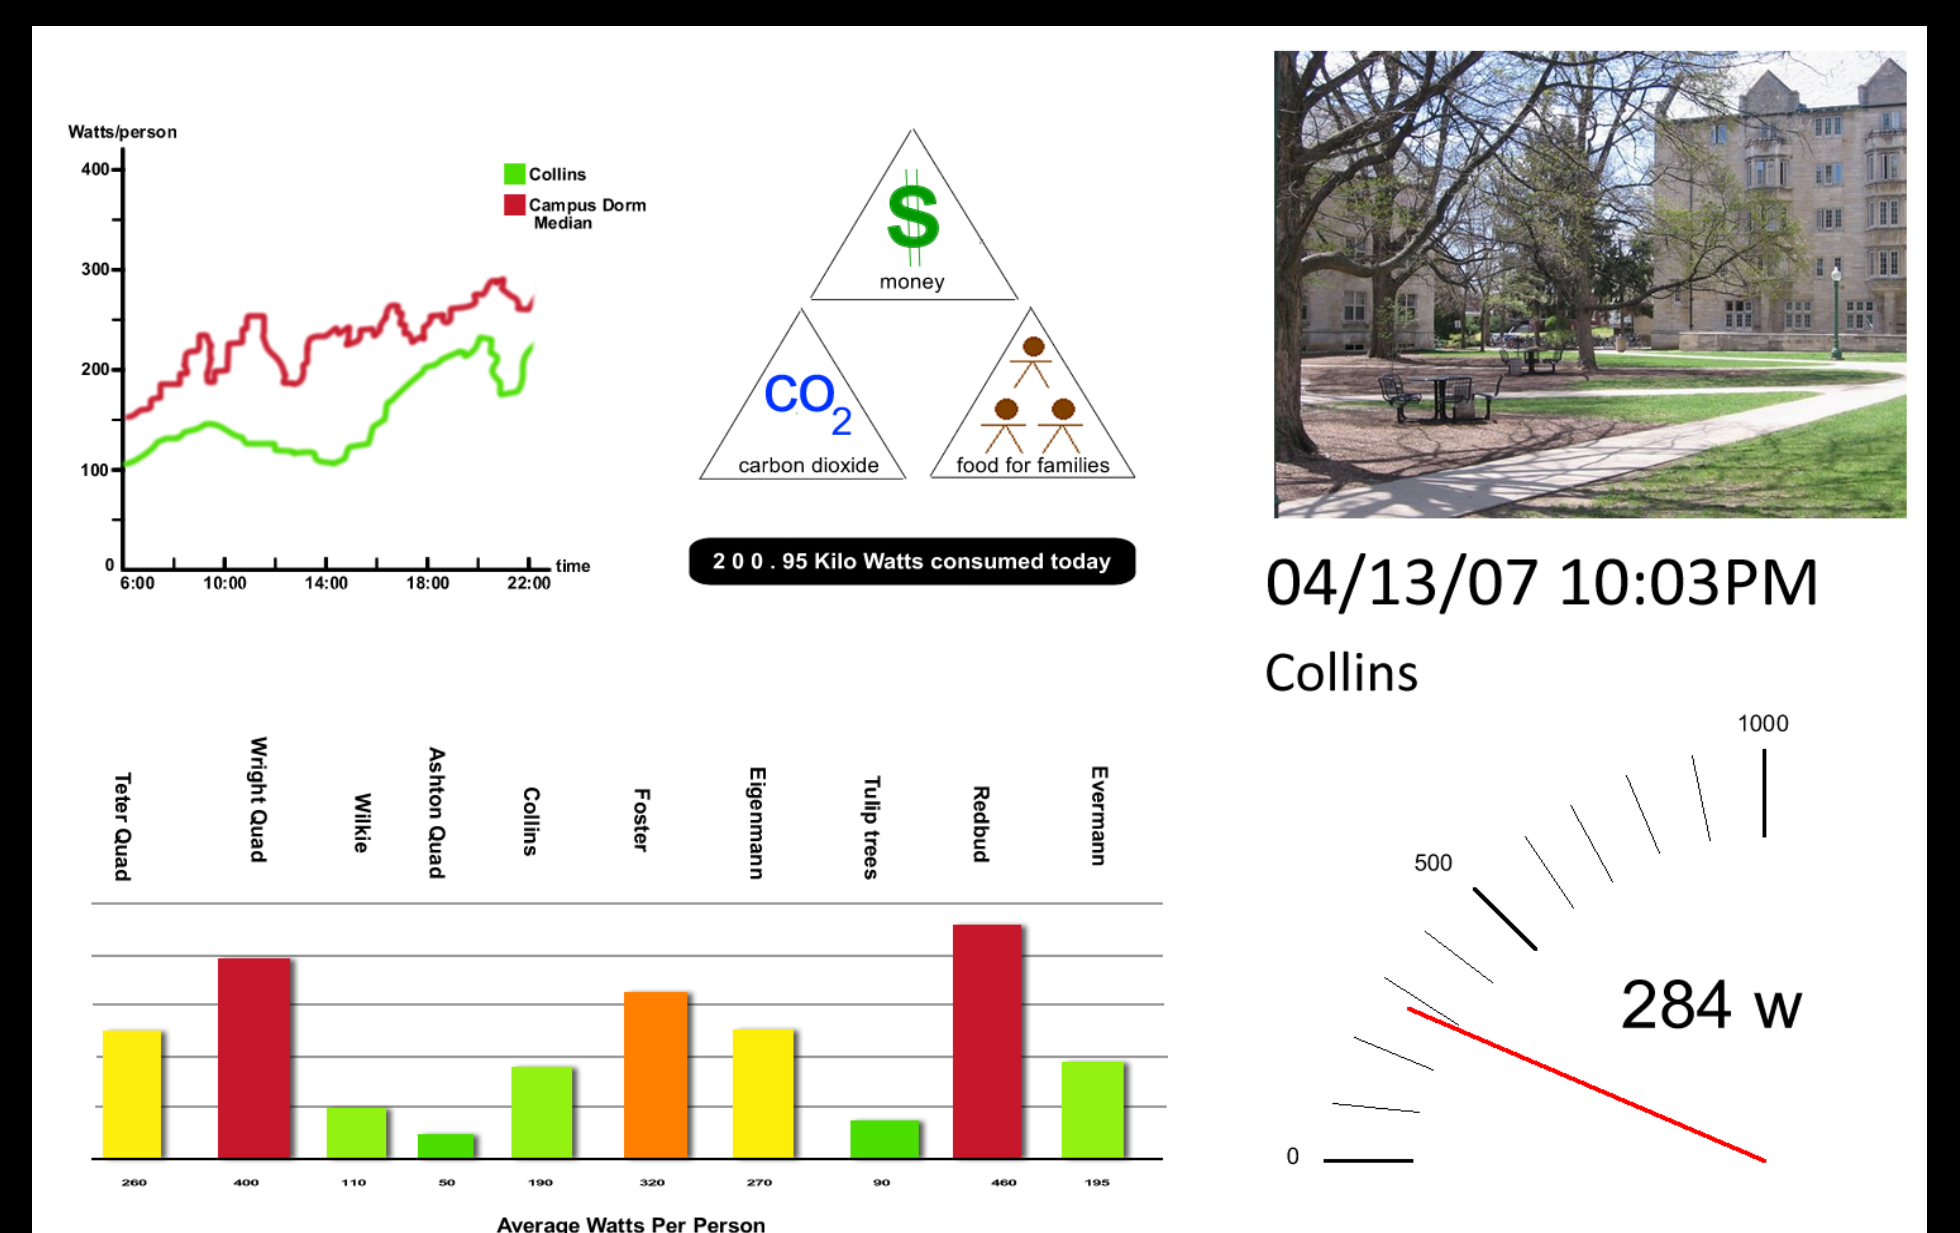 Watts/person
400
300
200
100
0
6:00 10:00 14:00 18:00 22:00
time
Collins
Campus Dorm
Median
$
money
CO2
carbon dioxide
food for families
200.95 Kilo Watts consumed today
04/13/07 10:03PM
Collins
Teter Quad
Wright Quad
Wilkie
Ashton Quad
Collins
Foster
Eigenmann
Tulip trees
Redbud
Evermann
260 400 110 50 190 320 270 90 460 195
Average Watts Per Person
1000
500
0
284 w